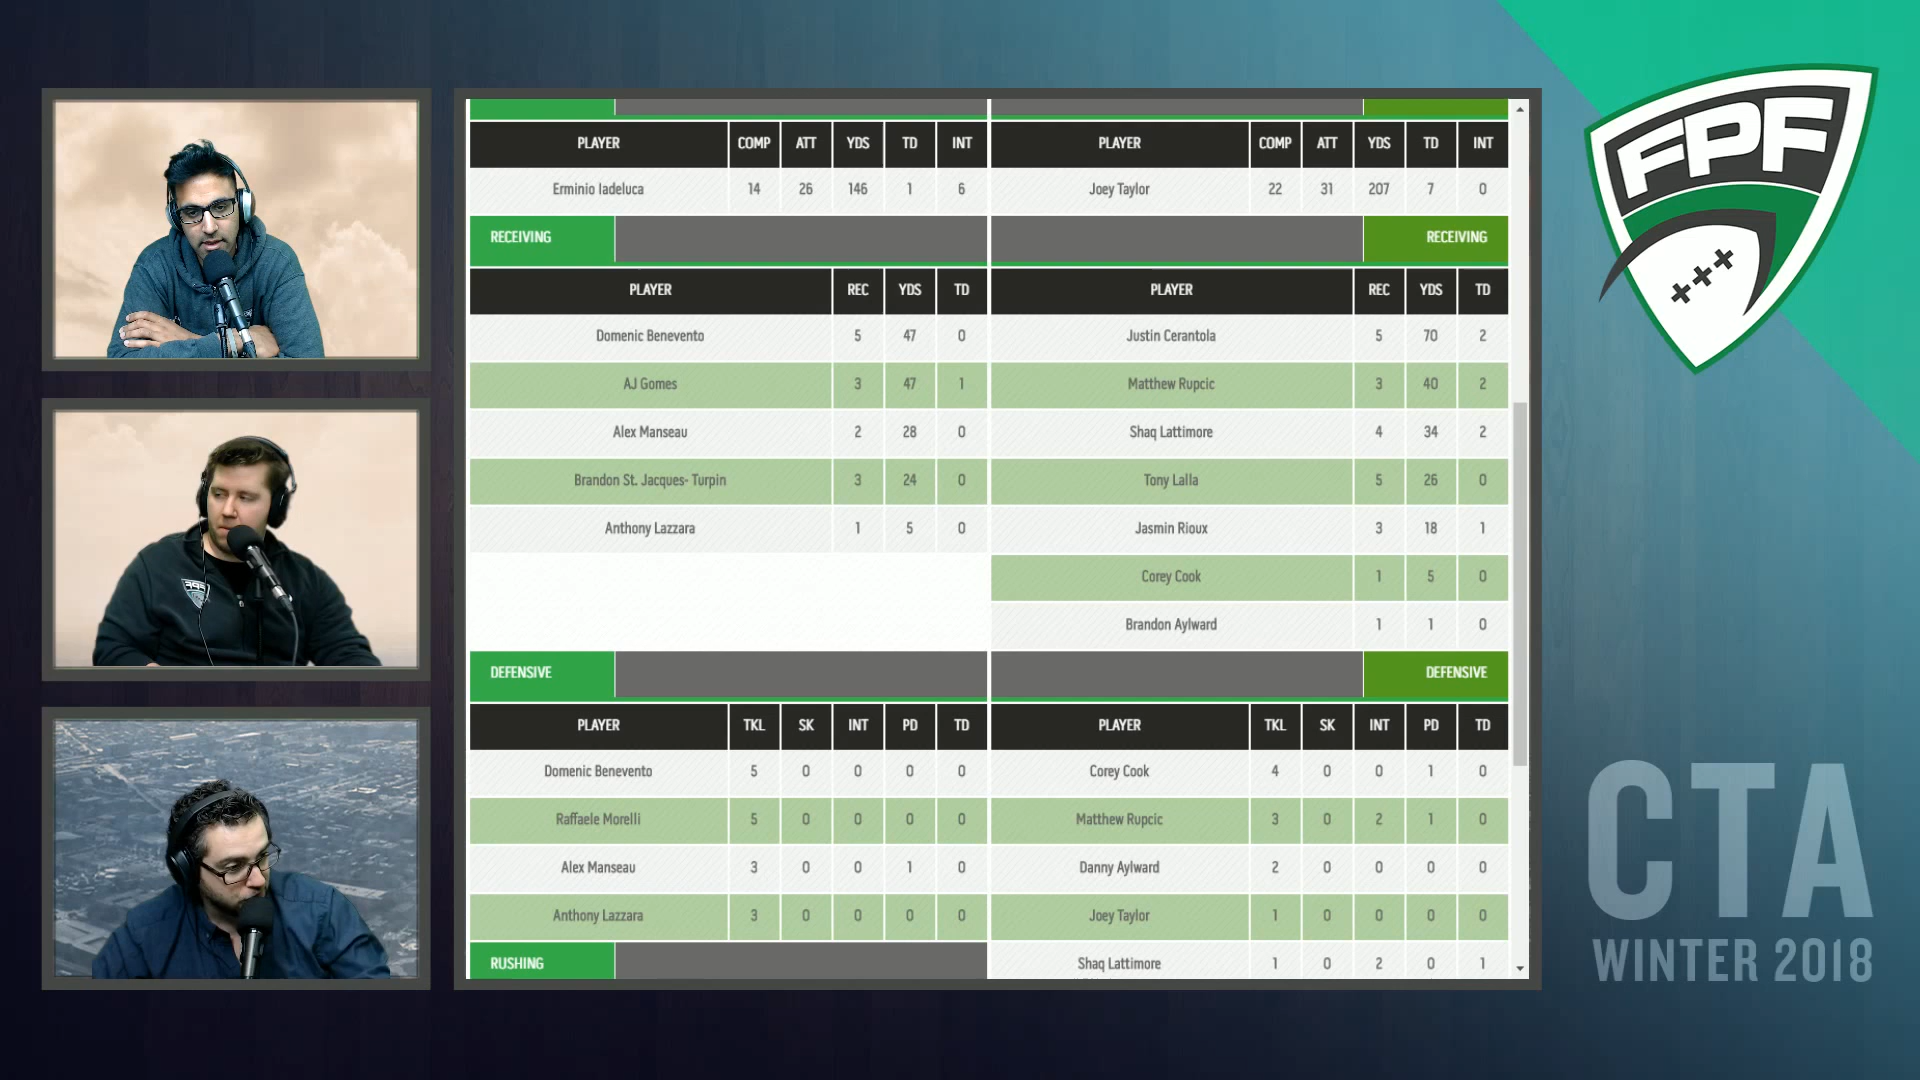 PLAYER COMP ATT YDS TD INT PLAYER COMP ATT YDS TD INT
Erminio Iadeluca 14 26 146 1 6 Joey Taylor 22 31 207 7 0
RECEIVING RECEIVING
PLAYER REC YDS TD PLAYER REC YDS TD
Domenic Benevento 5 47 0 Justin Cerantola 5 70 2
AJ Gomes 3 47 1 Matthew Rupcic 3 40 2
Alex Manseau 2 28 0 Shaq Lattimore 4 34 2
Brandon St. Jacques- Turpin 3 24 0 Tony Lalla 5 26 0
Anthony Lazzara 1 5 0 Jasmin Rioux 3 18 1
Corey Cook 1 5 0
Brandon Aylward 1 1 0
DEFENSIVE DEFENSIVE
PLAYER TKL SK INT PD TD PLAYER TKL SK INT PD TD
Domenic Benevento 5 0 0 0 0 Corey Cook 4 0 0 1 0
Raffaele Morelli 5 0 0 0 0 Matthew Rupcic 3 0 2 1 0
Alex Manseau 3 0 0 1 0 Danny Aylward 2 0 0 0 0
Anthony Lazzara 3 0 0 0 0 Joey Taylor 1 0 0 0 0
RUSHING Shaq Lattimore 1 0 2 0 1
FPF
CTA
WINTER 2018